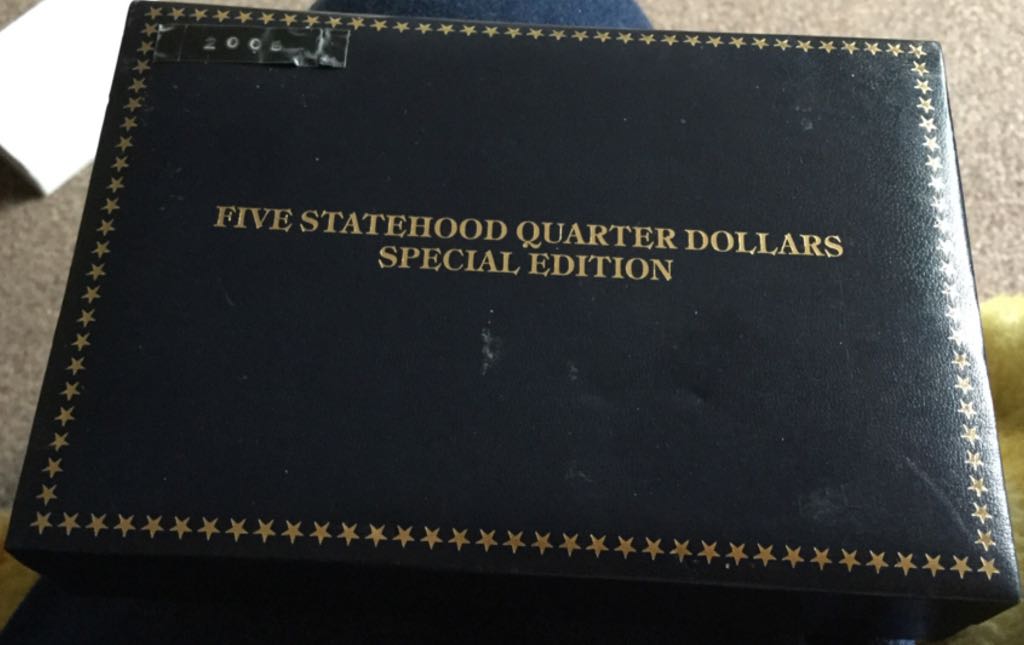 FIVE STATEHOOD QUARTER DOLLARS
SPECIAL EDITION